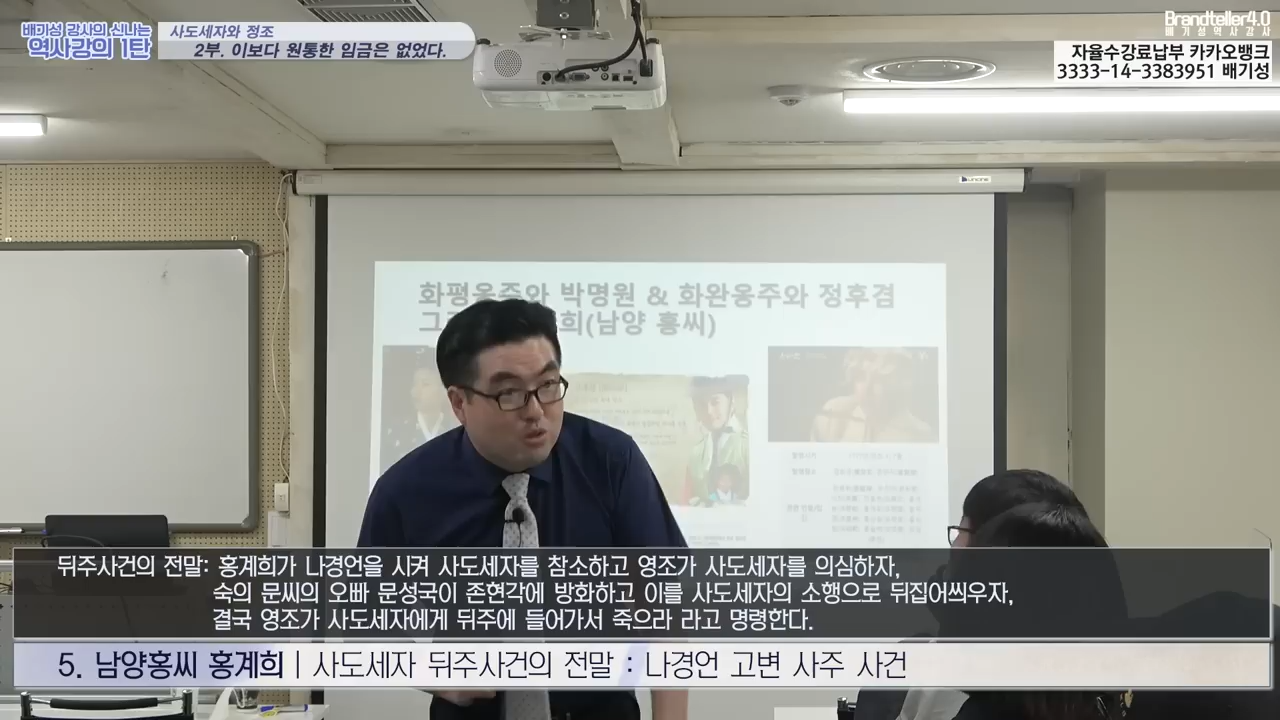 배기성 강사의 신나는
역사강의 1탄
사도세자와 정조
2부. 이보다 원통한 임금은 없었다.
Brandteller4.0
배기성역사강사
자율수강료납부 카카오뱅크
3333-14-3383951 배기성
화평옹주와 박명원 & 화완옹주와 정후겸
희(남양 홍씨)
뒤주사건의 전말: 홍계희가 나경언을 시켜 사도세자를 참소하고 영조가 사도세자를 의심하자,
숙의 문씨의 오빠 문성국이 존현각에 방화하고 이를 사도세자의 소행으로 뒤집어씌우자,
결국 영조가 사도세자에게 뒤주에 들어가서 죽으라 라고 명령한다.
5. 남양홍씨 홍계희 | 사도세자 뒤주사건의 전말 : 나경언 고변 사주 사건